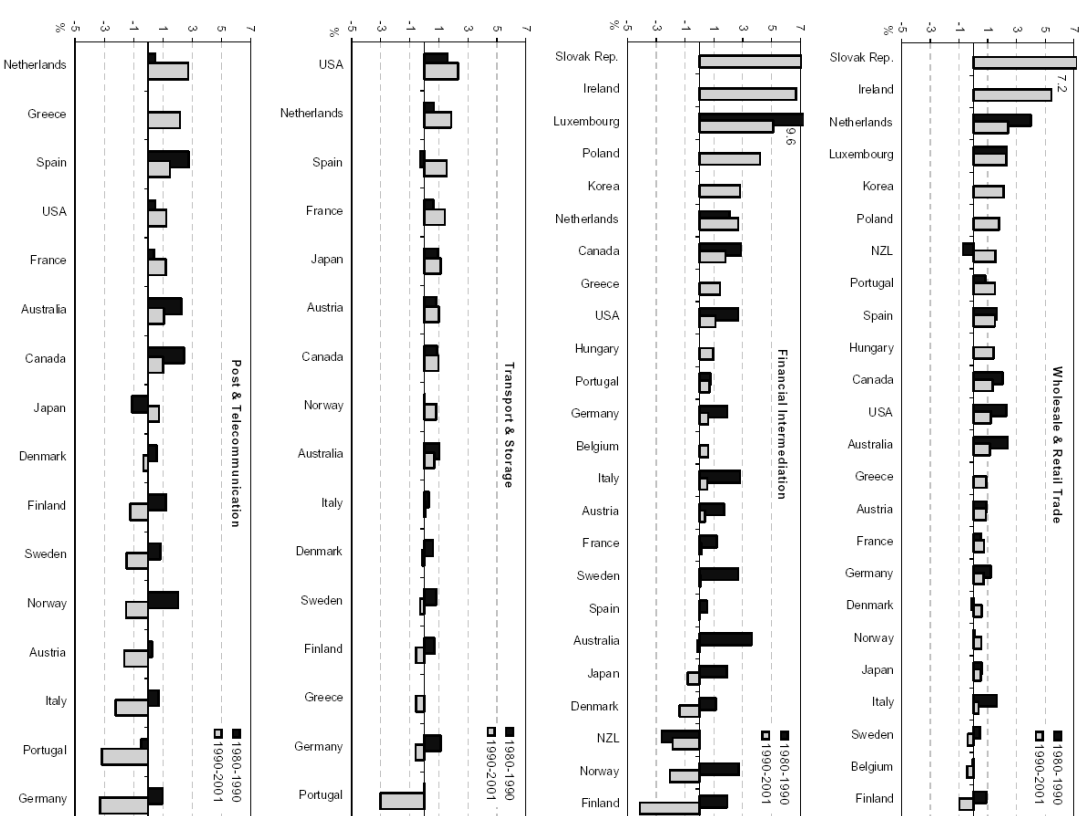 %
-5
-3
-1
1
3
5
7
Netherlands
Greece
Spain
USA
France
Australia
Canada
Japan
Denmark
Finland
Sweden
Norway
Austria
Italy
Portugal
Germany
Post & Telecommunication
1980-1990
1990-2001
%
-5
-3
-1
1
3
5
7
USA
Netherlands
Spain
France
Japan
Austria
Canada
Norway
Australia
Italy
Denmark
Sweden
Finland
Greece
Germany
Portugal
Transport & Storage
1980-1990
1990-2001
%
-5
-3
-1
1
3
5
7
Slovak Rep.
Ireland
Luxembourg
9.6
Poland
Korea
Netherlands
Canada
Greece
USA
Hungary
Portugal
Germany
Belgium
Italy
Austria
France
Sweden
Spain
Australia
Japan
Denmark
NZL
Norway
Finland
Financial Intermediation
1980-1990
1990-2001
%
-5
-3
-1
1
3
5
7
Slovak Rep.
7.2
Ireland
Netherlands
Luxembourg
Korea
Poland
NZL
Portugal
Spain
Hungary
Canada
USA
Australia
Greece
Austria
France
Germany
Denmark
Norway
Japan
Italy
Sweden
Belgium
Finland
Wholesale & Retail Trade
1980-1990
1990-2001